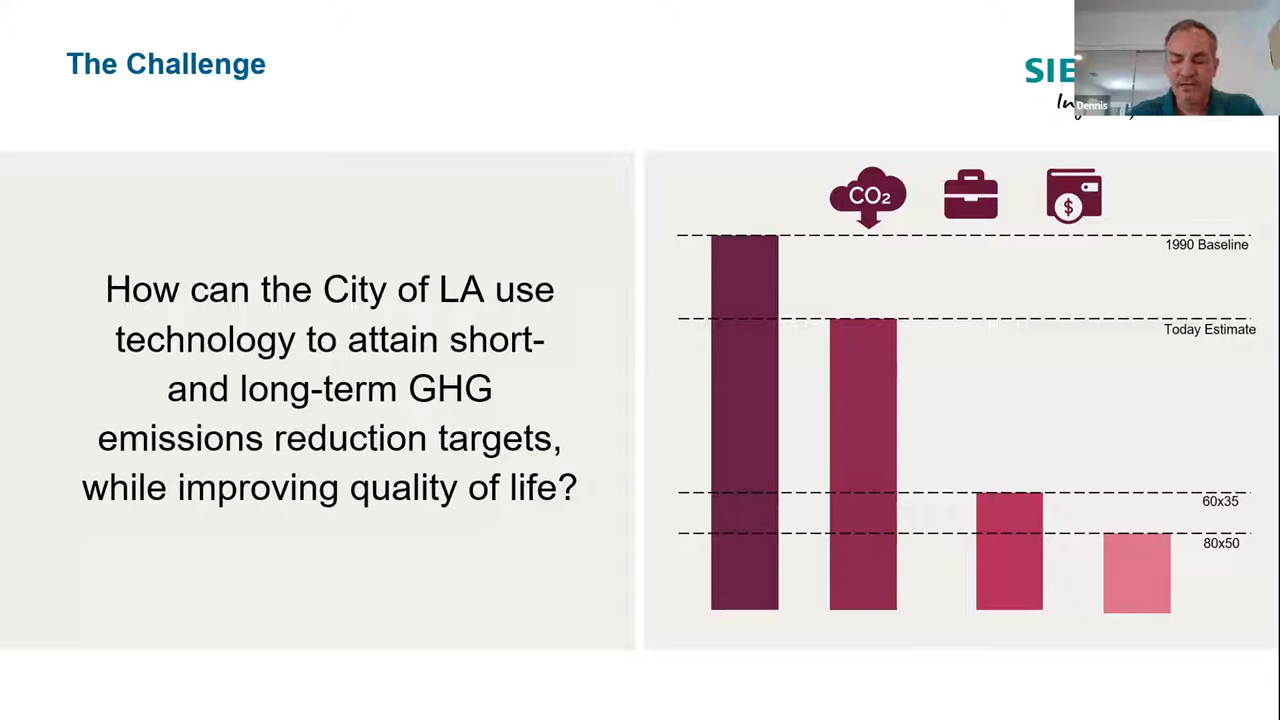 The Challenge
SIE
In
Dennis
How can the City of LA use
technology to attain short-
and long-term GHG
emissions reduction targets,
while improving quality of life?
CO₂
$
1990 Baseline
Today Estimate
60x35
80x50